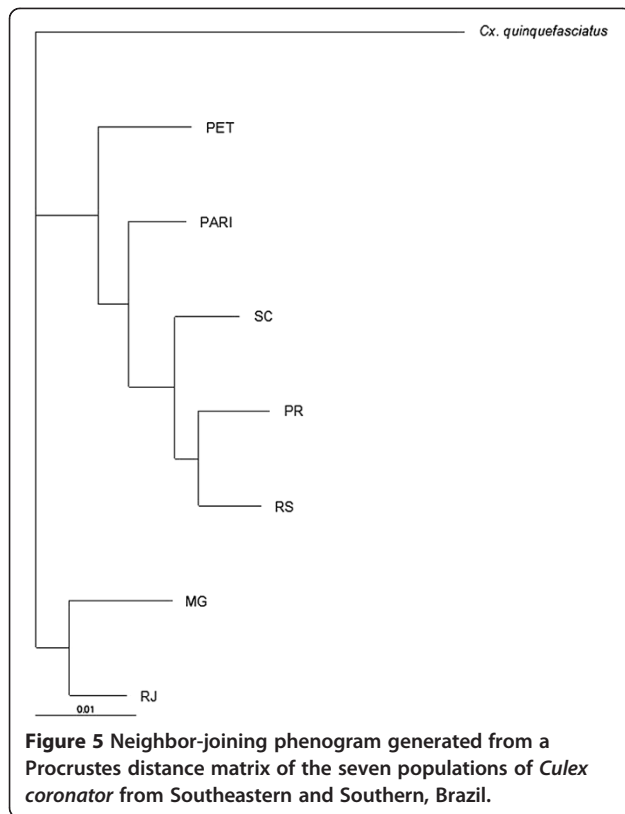 Cx. quinquefasciatus
PET
PARI
SC
PR
RS
MG
RJ
0.01
Figure 5 Neighbor-joining phenogram generated from a
Procrustes distance matrix of the seven populations of Culex
coronator from Southeastern and Southern, Brazil.